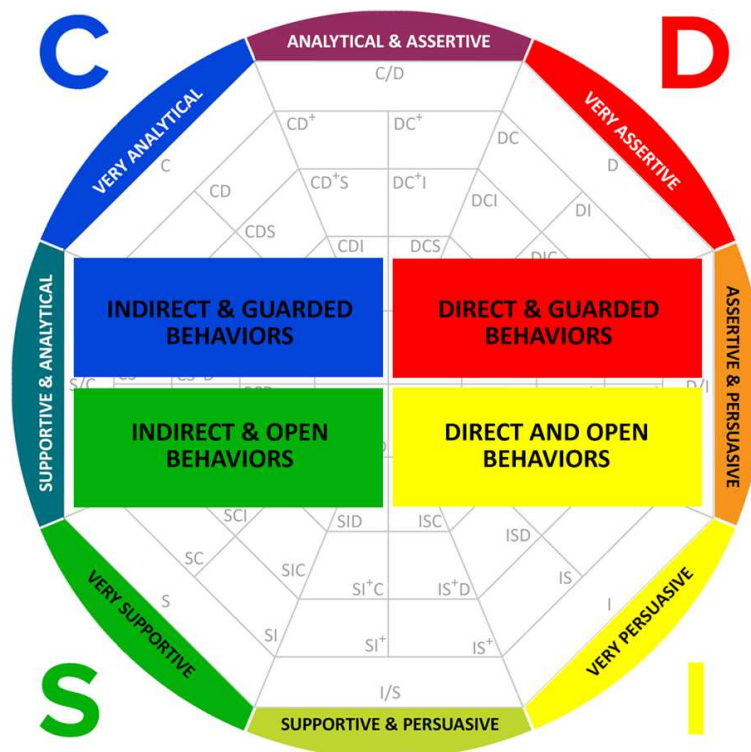 C
D
ANALYTICAL & ASSERTIVE
VERY ANALYTICAL
VERY ASSERTIVE
C/D
CD⁺
DC⁺
C
DC
D
CD
CD⁺S
DC⁺I
DCI
DI
CDS
CDI
DCS
DIC
SUPPORTIVE & ANALYTICAL
INDIRECT & GUARDED
BEHAVIORS
DIRECT & GUARDED
BEHAVIORS
ASSERTIVE & PERSUASIVE
S/C
D/I
INDIRECT & OPEN
BEHAVIORS
DIRECT AND OPEN
BEHAVIORS
SCI
SID
ISC
ISD
SC
SIC
SI⁺C
IS⁺D
IS
S
I
SI
SI⁺
IS⁺
VERY SUPPORTIVE
VERY PERSUASIVE
I/S
S
SUPPORTIVE & PERSUASIVE
I